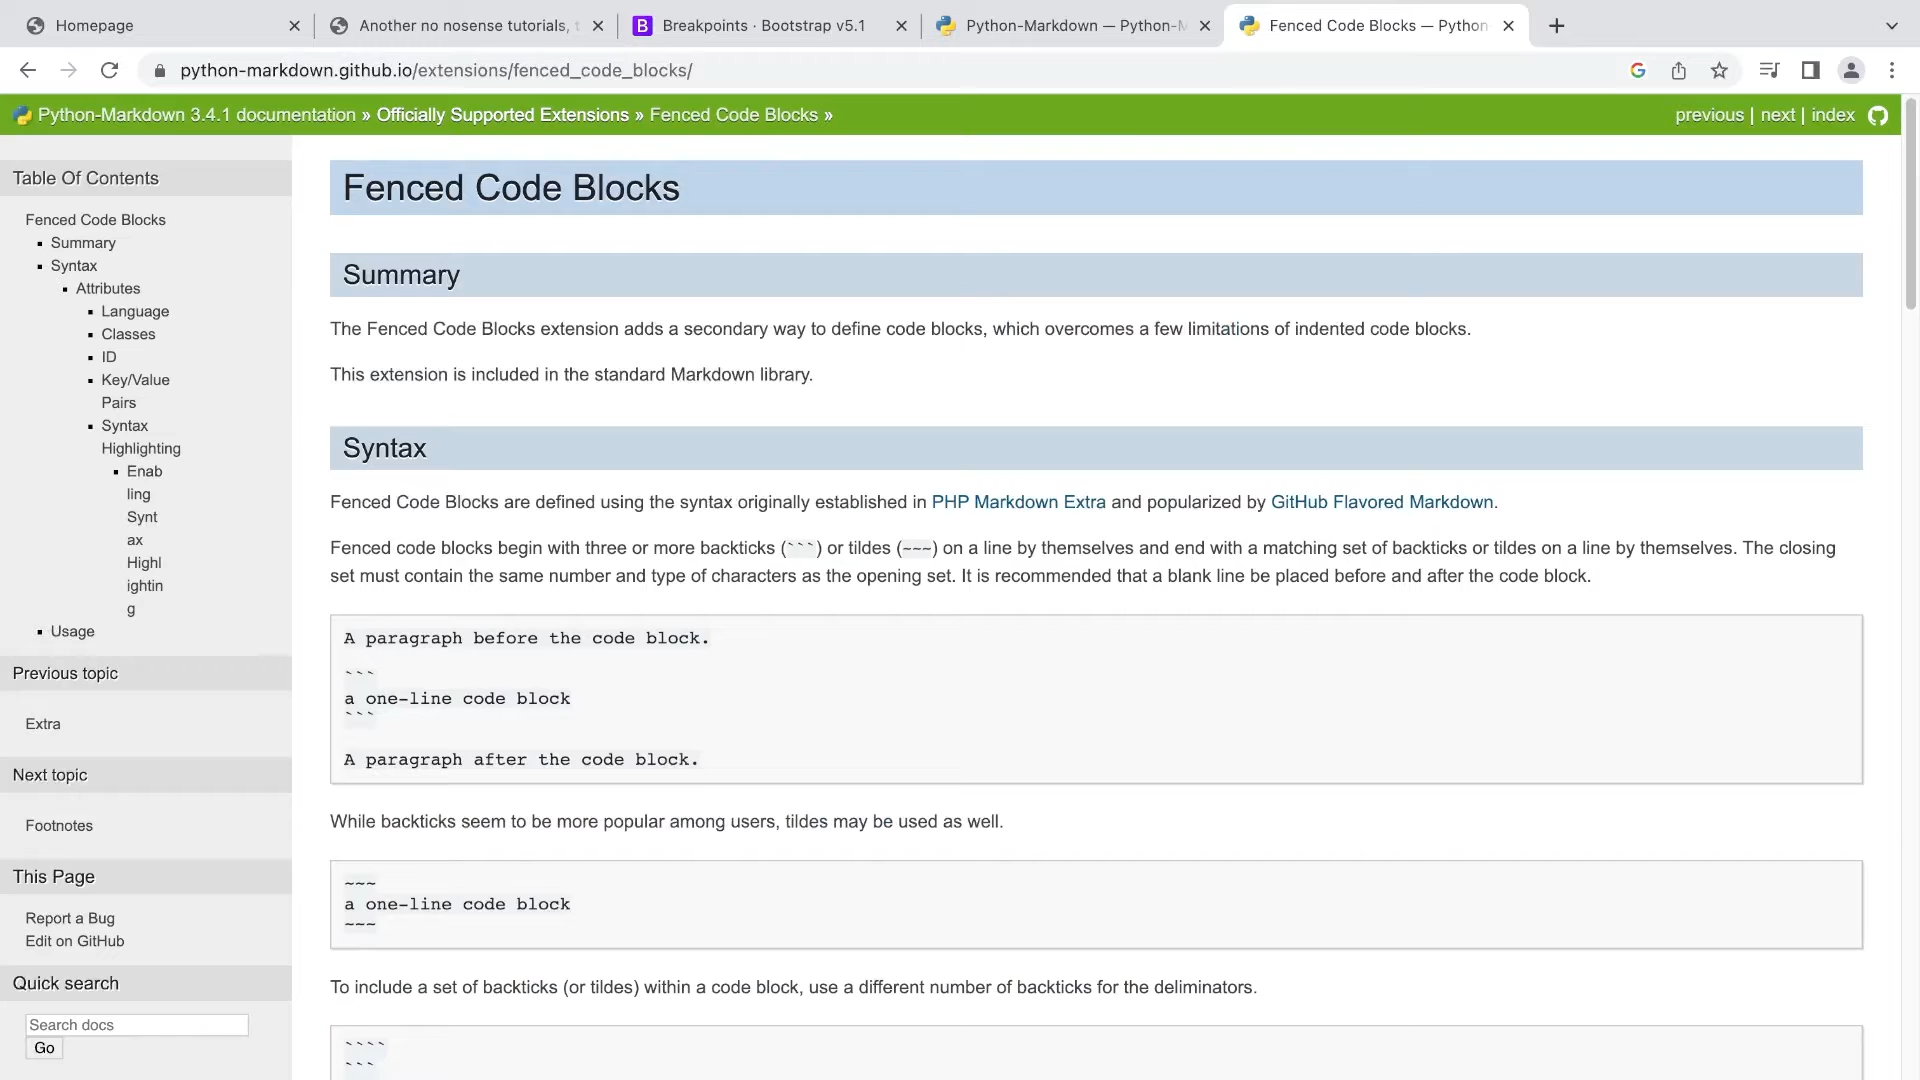 Homepage
Another no nosense tutorials, t
Breakpoints · Bootstrap v5.1
Python-Markdown — Python-M
Fenced Code Blocks — Python-
python-markdown.github.io/extensions/fenced_code_blocks/
Python-Markdown 3.4.1 documentation » Officially Supported Extensions » Fenced Code Blocks »
previous | next | index
Table Of Contents
Fenced Code Blocks
Summary
Syntax
Attributes
Language
Classes
ID
Key/Value
Pairs
Syntax
Highlighting
Enab
ling
Synt
ax
Highl
ightin
g
Usage
Previous topic
Extra
Next topic
Footnotes
This Page
Report a Bug
Edit on GitHub
Quick search
Search docs
Go
Fenced Code Blocks
Summary
The Fenced Code Blocks extension adds a secondary way to define code blocks, which overcomes a few limitations of indented code blocks.
This extension is included in the standard Markdown library.
Syntax
Fenced Code Blocks are defined using the syntax originally established in PHP Markdown Extra and popularized by GitHub Flavored Markdown.
Fenced code blocks begin with three or more backticks (```) or tildes (~~~) on a line by themselves and end with a matching set of backticks or tildes on a line by themselves. The closing
set must contain the same number and type of characters as the opening set. It is recommended that a blank line be placed before and after the code block.
A paragraph before the code block.
```
a one-line code block
```
A paragraph after the code block.
While backticks seem to be more popular among users, tildes may be used as well.
~~~
a one-line code block
~~~
To include a set of backticks (or tildes) within a code block, use a different number of backticks for the deliminators.
````
```